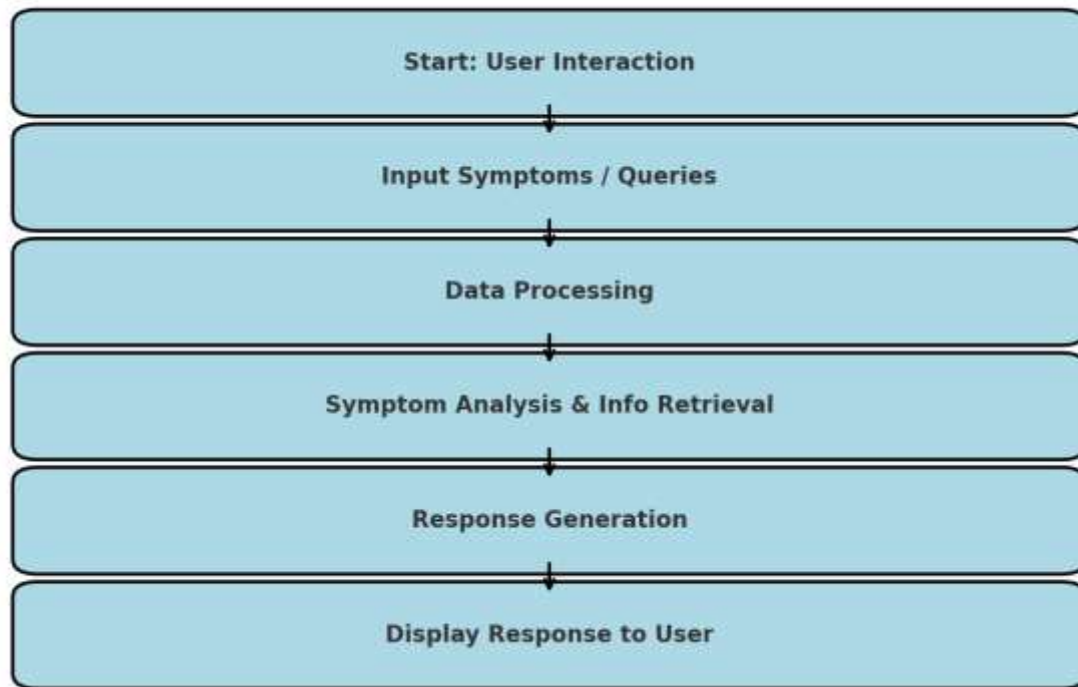 Start: User Interaction
Input Symptoms / Queries
Data Processing
Symptom Analysis & Info Retrieval
Response Generation
Display Response to User